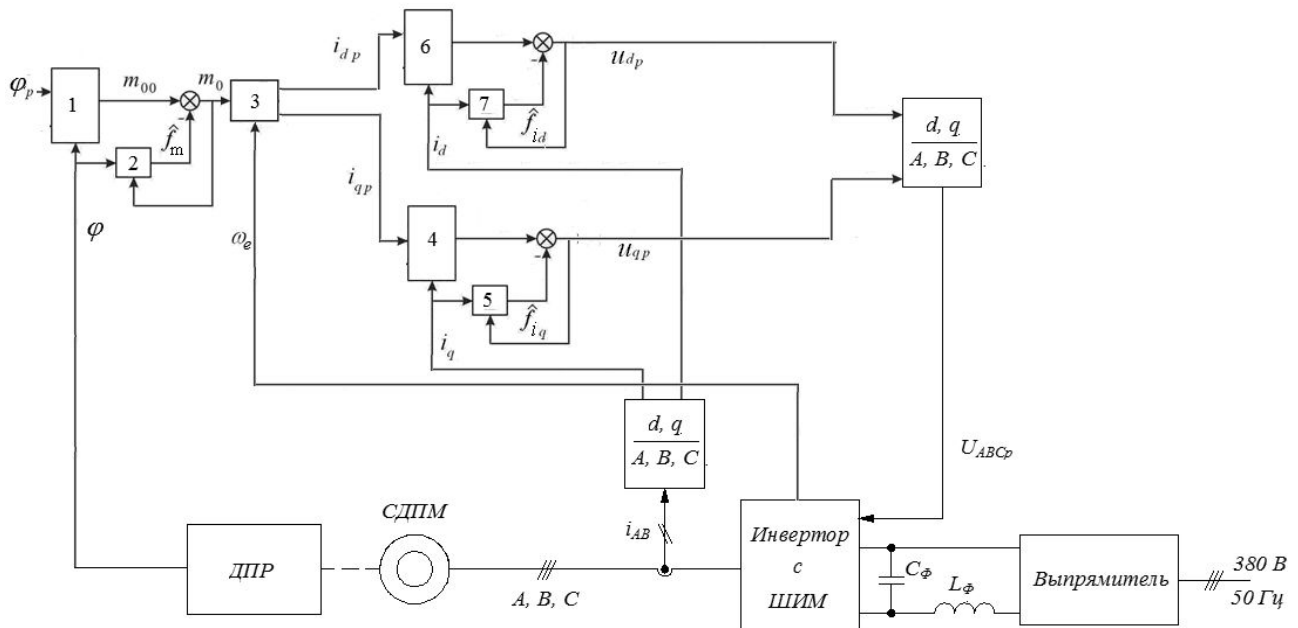 φp
1
m00
m0
3
f̂m
2
φ
idp
6
udp
7
f̂id
id
iqp
ωe
4
uqp
5
f̂iq
iq
d, q
A, B, C
d, q
A, B, C
UABCp
СДПМ
iAB
ДПР
A, B, C
Инвертор
с
ШИМ
CФ
LФ
Выпрямитель
380 В
50 Гц